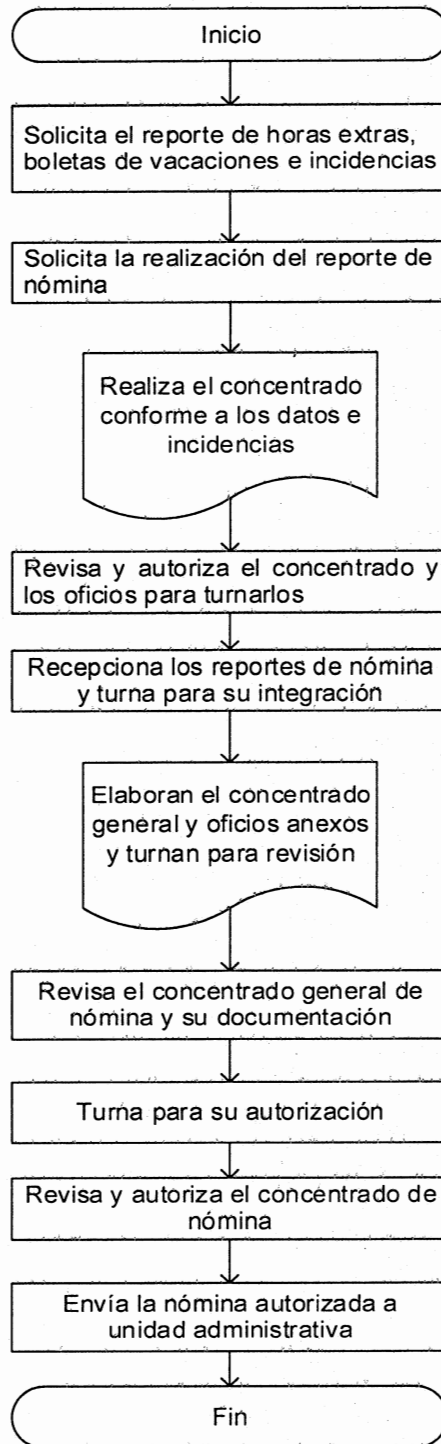 Inicio
Solicita el reporte de horas extras,
boletas de vacaciones e incidencias
Solicita la realización del reporte de
nómina
Realiza el concentrado
conforme a los datos e
incidencias
Revisa y autoriza el concentrado y
los oficios para turnarlos
Recepciona los reportes de nómina
y turna para su integración
Elaboran el concentrado
general y oficios anexos
y turnan para revisión
Revisa el concentrado general de
nómina y su documentación
Turna para su autorización
Revisa y autoriza el concentrado de
nómina
Envía la nómina autorizada a
unidad administrativa
Fin